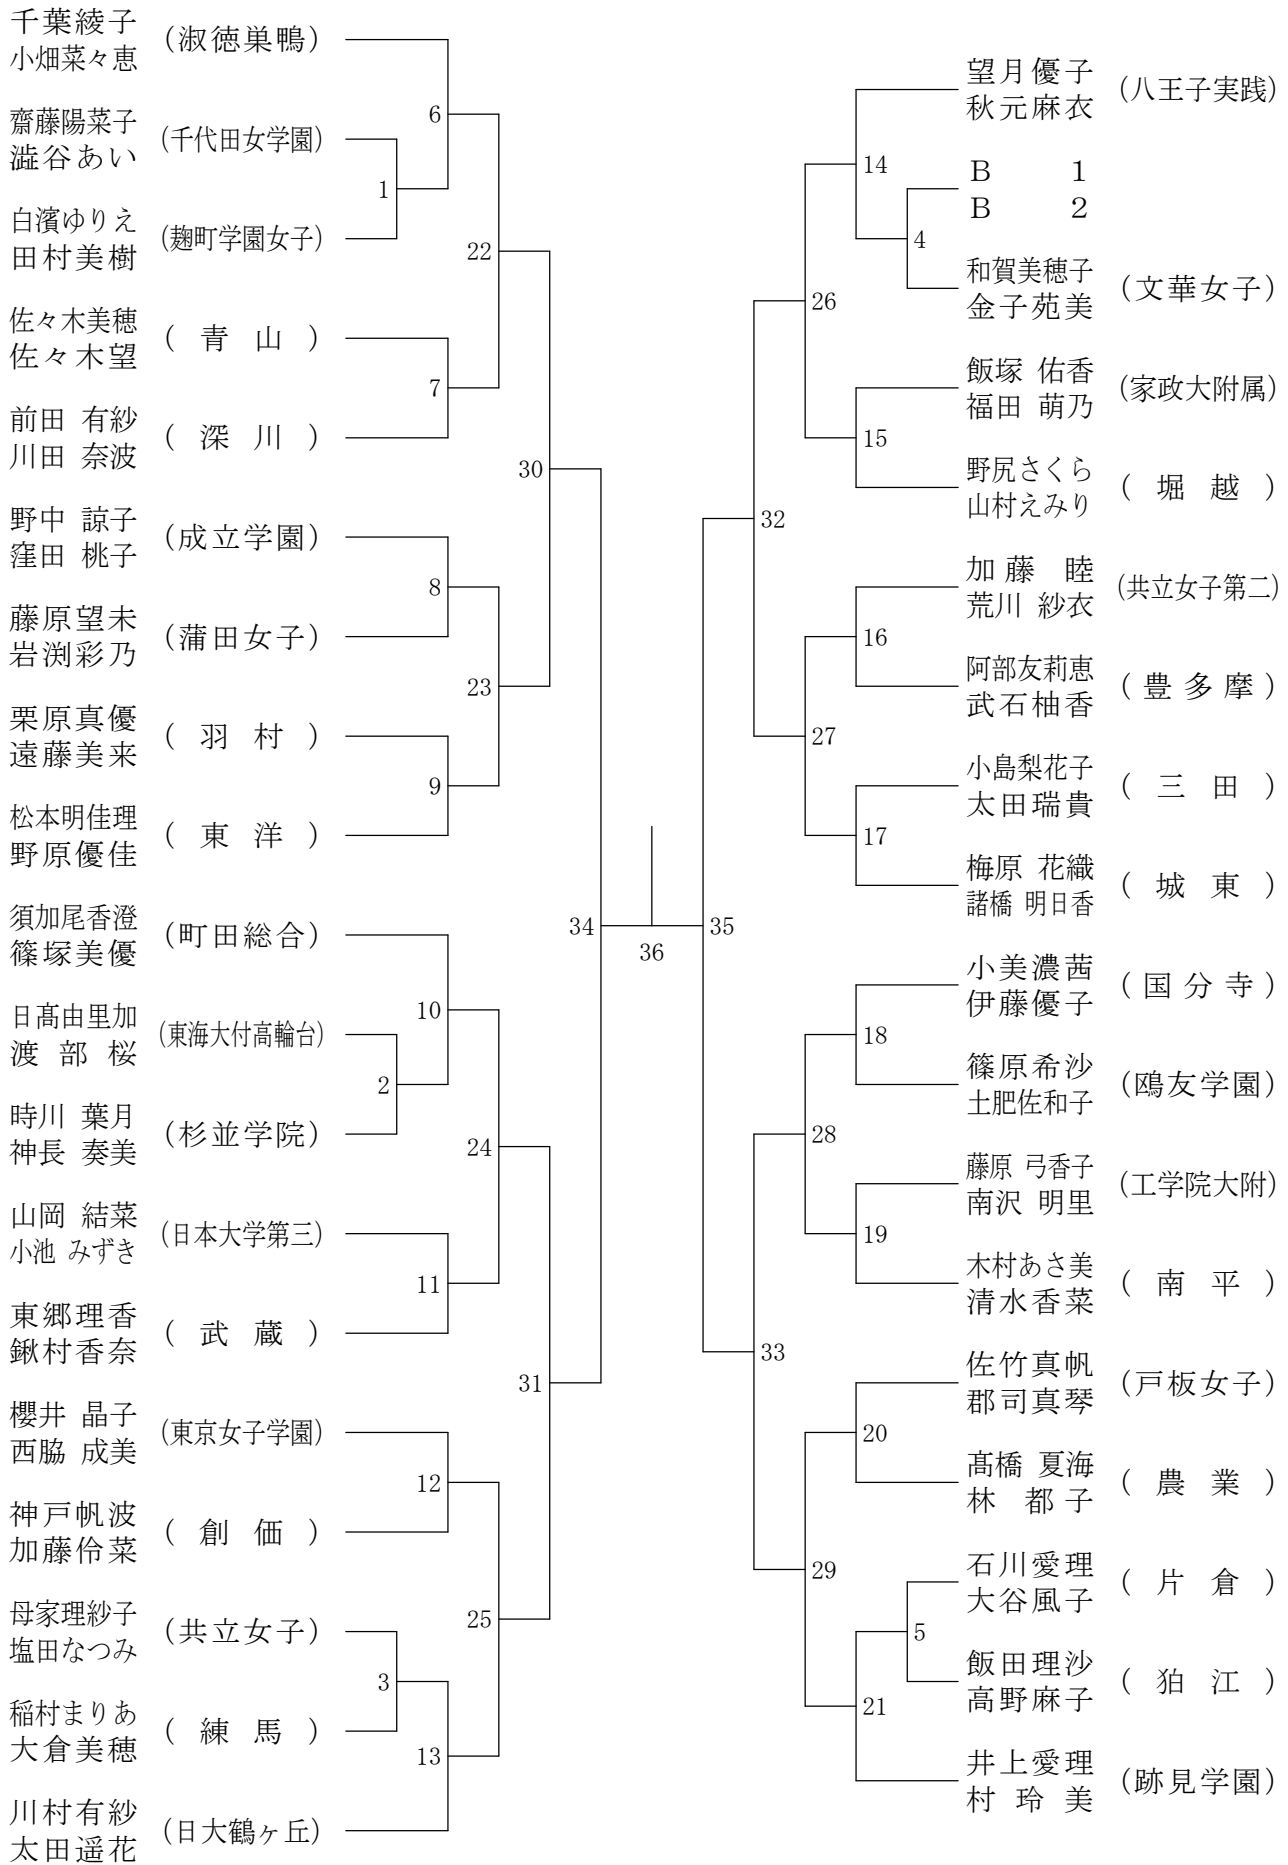 千葉綾子
小畑菜々恵
(淑徳巣鴨)
齋藤陽菜子
澁谷あい
(千代田女学園)
白濱ゆりえ
田村美樹
(麹町学園女子)
佐々木美穂
佐々木望
(青山)
前田 有紗
川田 奈波
(深川)
野中 諒子
窪田 桃子
(成立学園)
藤原望未
岩渕彩乃
(蒲田女子)
栗原真優
遠藤美来
(羽村)
松本明佳理
野原優佳
(東洋)
須加尾香澄
篠塚美優
(町田総合)
日髙由里加
渡部桜
(東海大付高輪台)
時川 葉月
神長 奏美
(杉並学院)
山岡 結菜
小池 みずき
(日本大学第三)
東郷理香
鍬村香奈
(武蔵)
櫻井 晶子
西脇 成美
(東京女子学園)
神戸帆波
加藤伶菜
(創価)
母家理紗子
塩田なつみ
(共立女子)
稲村まりあ
大倉美穂
(練馬)
川村有紗
太田遥花
(日大鶴ヶ丘)
1
2
3
6
7
8
9
10
11
12
13
22
23
24
25
30
31
34
36
35
32
33
26
27
28
29
14
15
16
17
18
19
20
21
4
5
望月優子
秋元麻衣
(八王子実践)
B 1
B 2
和賀美穂子
金子苑美
(文華女子)
飯塚 佑香
福田 萌乃
(家政大附属)
野尻さくら
山村えみり
(堀越)
加藤 睦
荒川 紗衣
(共立女子第二)
阿部友莉恵
武石柚香
(豊多摩)
小島梨花子
太田瑞貴
(三田)
梅原 花織
諸橋 明日香
(城東)
小美濃茜
伊藤優子
(国分寺)
篠原希沙
土肥佐和子
(鴎友学園)
藤原 弓香子
南沢 明里
(工学院大附)
木村あさ美
清水香菜
(南平)
佐竹真帆
郡司真琴
(戸板女子)
髙橋 夏海
林 都子
(農業)
石川愛理
大谷風子
(片倉)
飯田理沙
高野麻子
(狛江)
井上愛理
村玲美
(跡見学園)